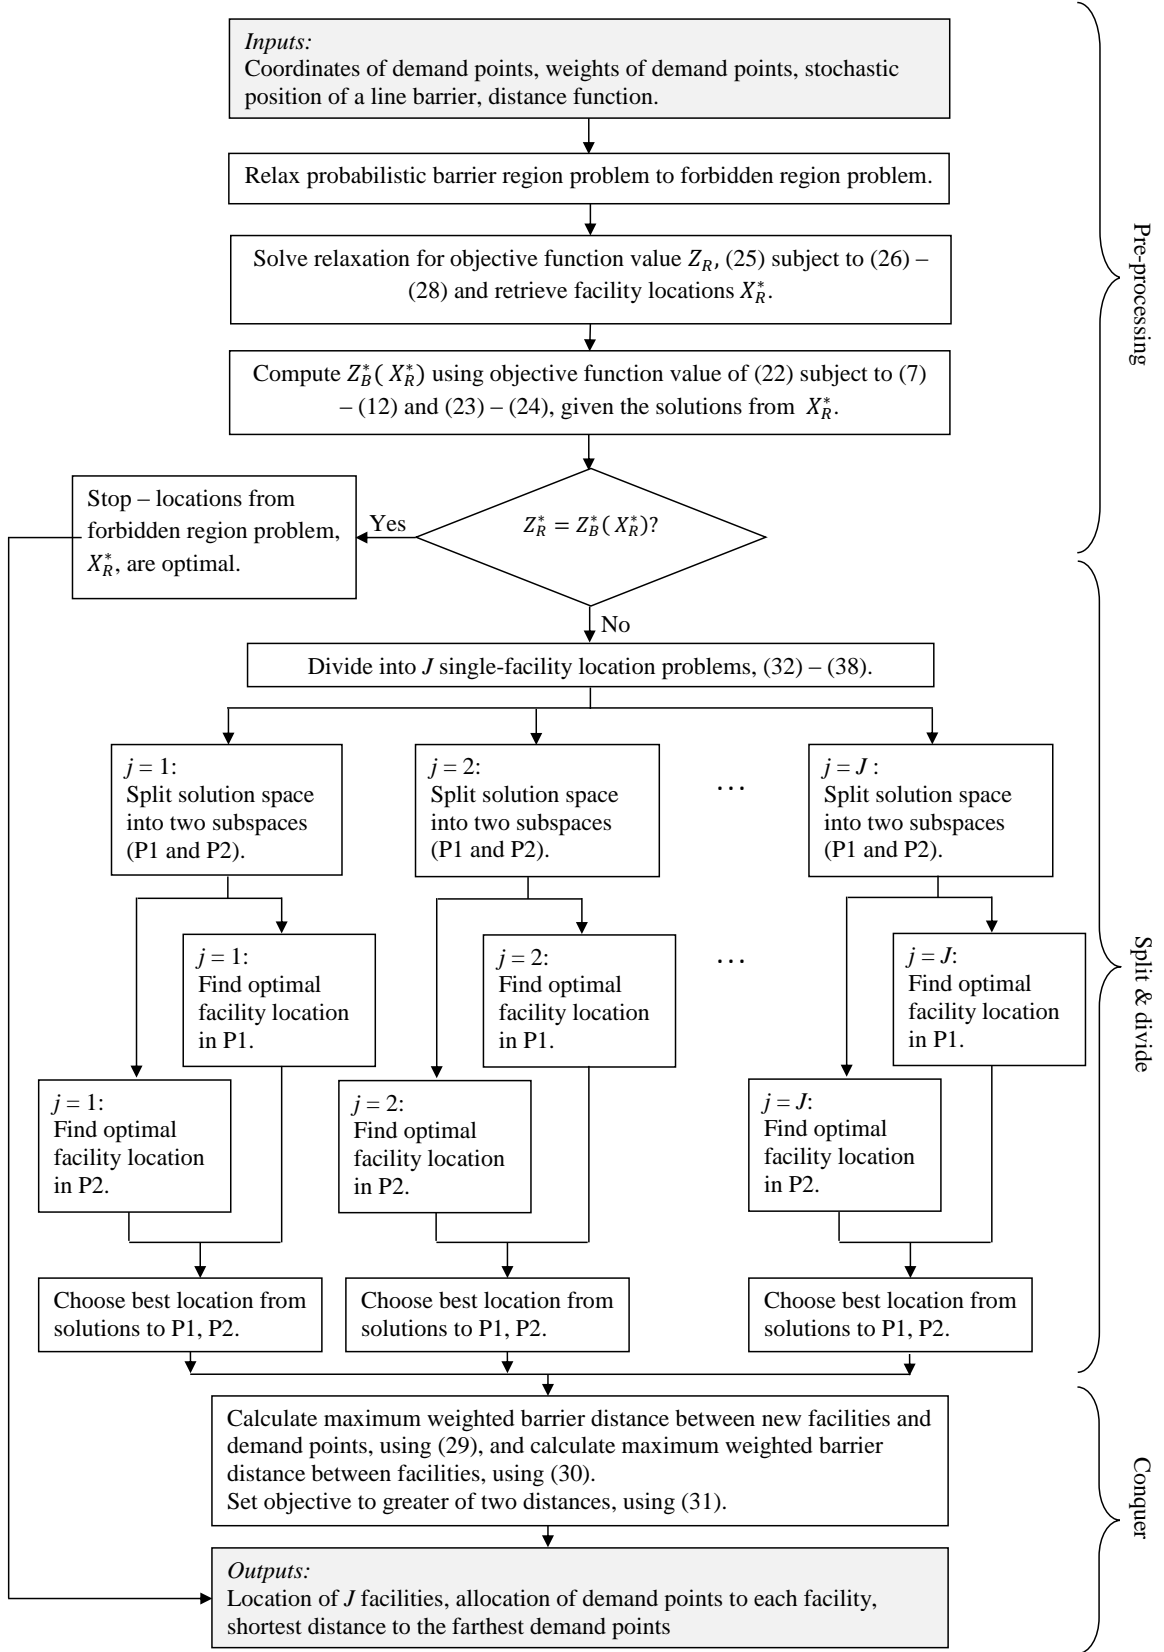 Inputs:
Coordinates of demand points, weights of demand points, stochastic
position of a line barrier, distance function.
Relax probabilistic barrier region problem to forbidden region problem.
Solve relaxation for objective function value Z_R, (25) subject to (26) –
(28) and retrieve facility locations X_R^*.
Compute Z_B^*( X_R^*) using objective function value of (22) subject to (7)
– (12) and (23) – (24), given the solutions from X_R^*.
Pre-processing
Z_R^* = Z_B^*( X_R^*)?
Yes
Stop – locations from
forbidden region problem,
X_R^*, are optimal.
No
Divide into J single-facility location problems, (32) – (38).
j = 1:
Split solution space
into two subspaces
(P1 and P2).
j = 2:
Split solution space
into two subspaces
(P1 and P2).
...
j = J :
Split solution space
into two subspaces
(P1 and P2).
j = 1:
Find optimal
facility location
in P1.
j = 2:
Find optimal
facility location
in P1.
...
j = J:
Find optimal
facility location
in P1.
j = 1:
Find optimal
facility location
in P2.
j = 2:
Find optimal
facility location
in P2.
j = J:
Find optimal
facility location
in P2.
Split & divide
Choose best location from
solutions to P1, P2.
Choose best location from
solutions to P1, P2.
Choose best location from
solutions to P1, P2.
Calculate maximum weighted barrier distance between new facilities and
demand points, using (29), and calculate maximum weighted barrier
distance between facilities, using (30).
Set objective to greater of two distances, using (31).
Conquer
Outputs:
Location of J facilities, allocation of demand points to each facility,
shortest distance to the farthest demand points